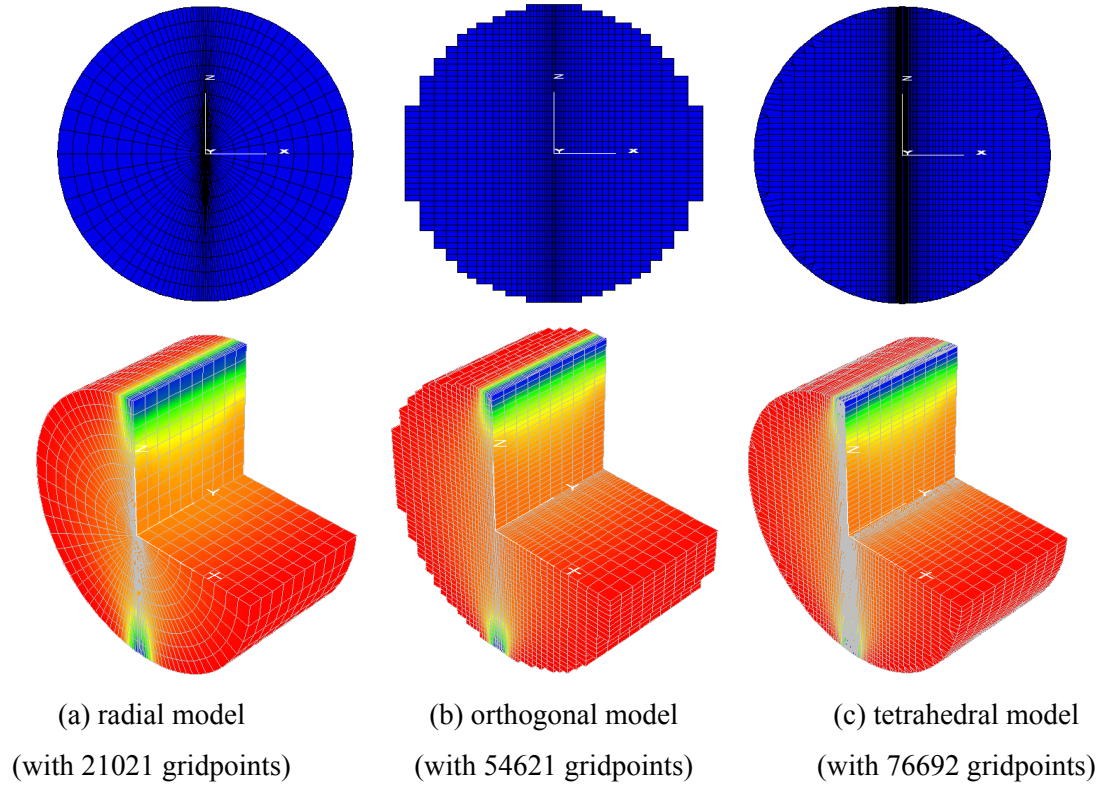 Z
Y
X
Z
Y
X
Z
Y
X
Z
Y
X
Z
Y
X
Z
Y
X
(a) radial model
(with 21021 gridpoints)
(b) orthogonal model
(with 54621 gridpoints)
(c) tetrahedral model
(with 76692 gridpoints)